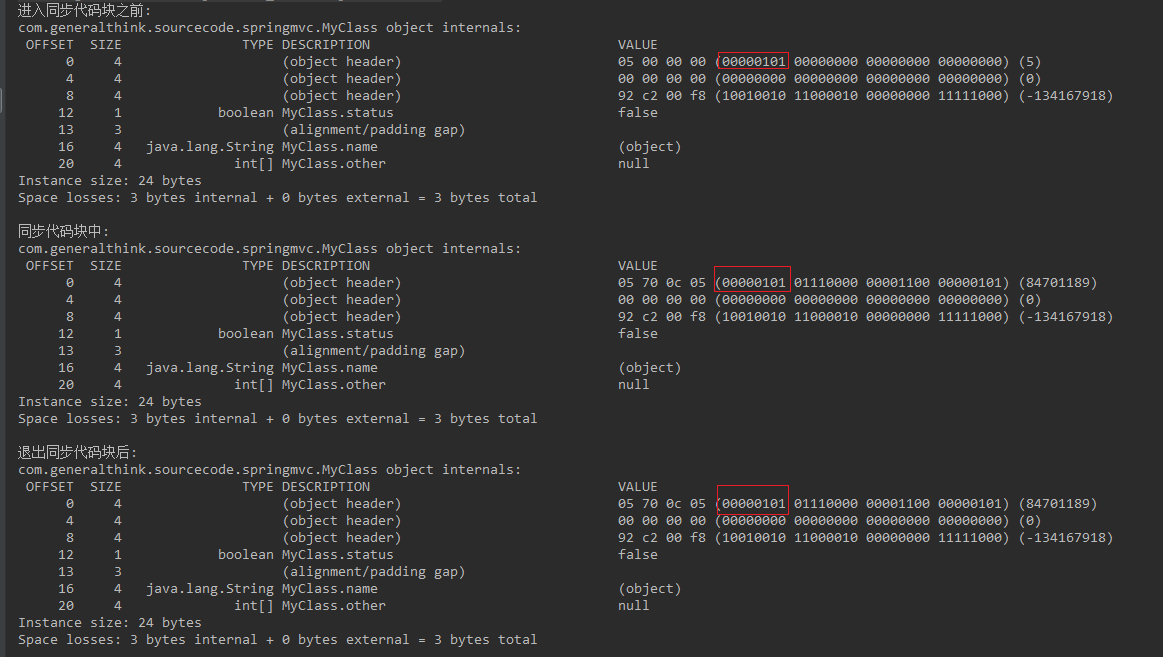 进入同步代码块之前:
com.generalthink.sourcecode.springmvc.MyClass object internals:
OFFSET SIZE TYPE DESCRIPTION VALUE
0 4 (object header) 05 00 00 00 (00000101 00000000 00000000 00000000) (5)
4 4 (object header) 00 00 00 00 (00000000 00000000 00000000 00000000) (0)
8 4 (object header) 92 c2 00 f8 (10010010 11000010 00000000 11111000) (-134167918)
12 1 boolean MyClass.status false
13 3 (alignment/padding gap)
16 4 java.lang.String MyClass.name (object)
20 4 int[] MyClass.other null
Instance size: 24 bytes
Space losses: 3 bytes internal + 0 bytes external = 3 bytes total
同步代码块中:
com.generalthink.sourcecode.springmvc.MyClass object internals:
OFFSET SIZE TYPE DESCRIPTION VALUE
0 4 (object header) 05 70 0c 05 (00000101 01110000 00001100 00000101) (84701189)
4 4 (object header) 00 00 00 00 (00000000 00000000 00000000 00000000) (0)
8 4 (object header) 92 c2 00 f8 (10010010 11000010 00000000 11111000) (-134167918)
12 1 boolean MyClass.status false
13 3 (alignment/padding gap)
16 4 java.lang.String MyClass.name (object)
20 4 int[] MyClass.other null
Instance size: 24 bytes
Space losses: 3 bytes internal + 0 bytes external = 3 bytes total
退出同步代码块后:
com.generalthink.sourcecode.springmvc.MyClass object internals:
OFFSET SIZE TYPE DESCRIPTION VALUE
0 4 (object header) 05 70 0c 05 (00000101 01110000 00001100 00000101) (84701189)
4 4 (object header) 00 00 00 00 (00000000 00000000 00000000 00000000) (0)
8 4 (object header) 92 c2 00 f8 (10010010 11000010 00000000 11111000) (-134167918)
12 1 boolean MyClass.status false
13 3 (alignment/padding gap)
16 4 java.lang.String MyClass.name (object)
20 4 int[] MyClass.other null
Instance size: 24 bytes
Space losses: 3 bytes internal + 0 bytes external = 3 bytes total